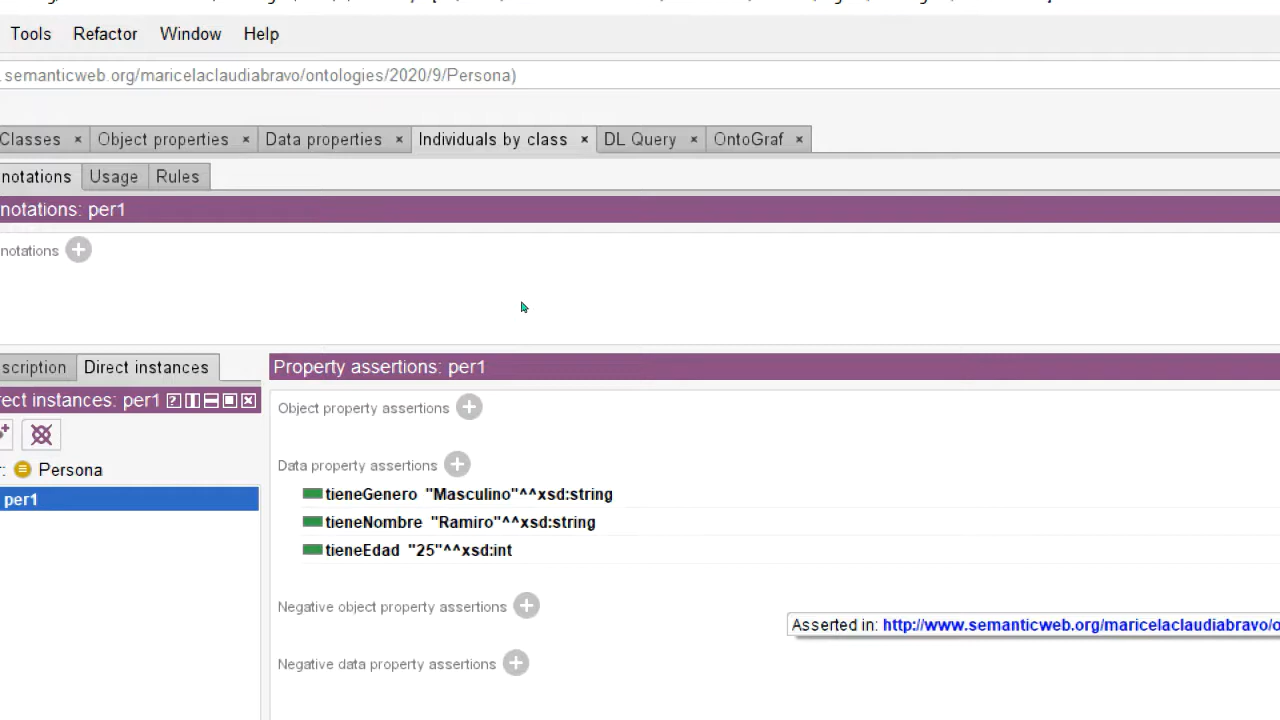 Tools Refactor Window Help
.semanticweb.org/maricelaclaudiabravo/ontologies/2020/9/Persona)
Classes × Object properties × Data properties × Individuals by class × DL Query × OntoGraf ×
notations Usage Rules
notations: per1
notations
scription Direct instances
Property assertions: per1
rect instances: per1
Object property assertions
r: Persona
Data property assertions
per1
tieneGenero "Masculino"^^xsd:string
tieneNombre "Ramiro"^^xsd:string
tieneEdad "25"^^xsd:int
Negative object property assertions
Asserted in: http://www.semanticweb.org/maricelaclaudiabravo/o
Negative data property assertions